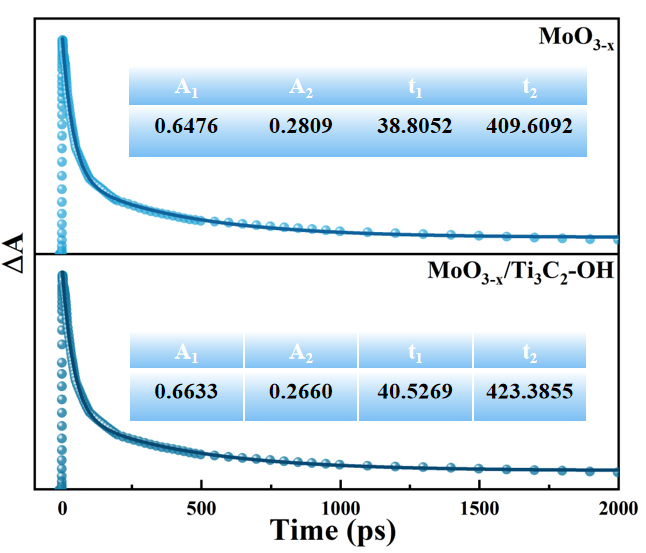 MoO₃₋ₓ
A₁ A₂ t₁ t₂
0.6476 0.2809 38.8052 409.6092
ΔA
MoO₃₋ₓ/Ti₃C₂-OH
A₁ A₂ t₁ t₂
0.6633 0.2660 40.5269 423.3855
0 500 1000 1500 2000
Time (ps)